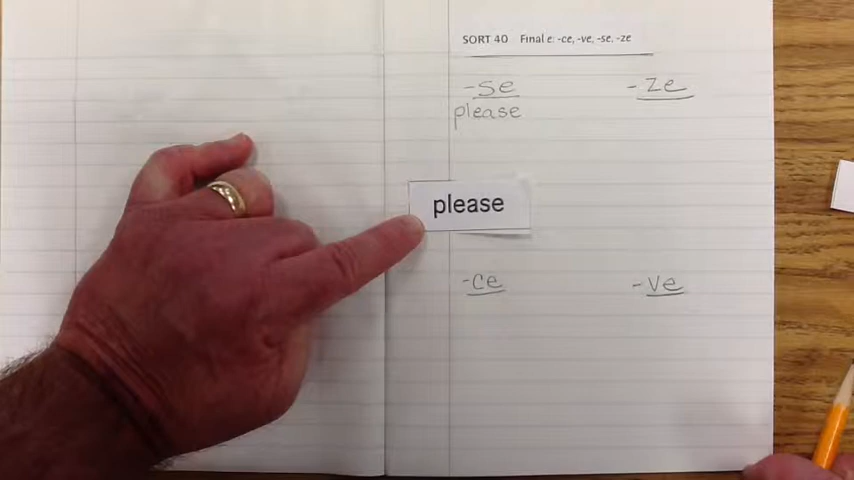 SORT 40 Final e: -ce, -ve, -se, -ze
-se -ze
please
please
-ce -ve